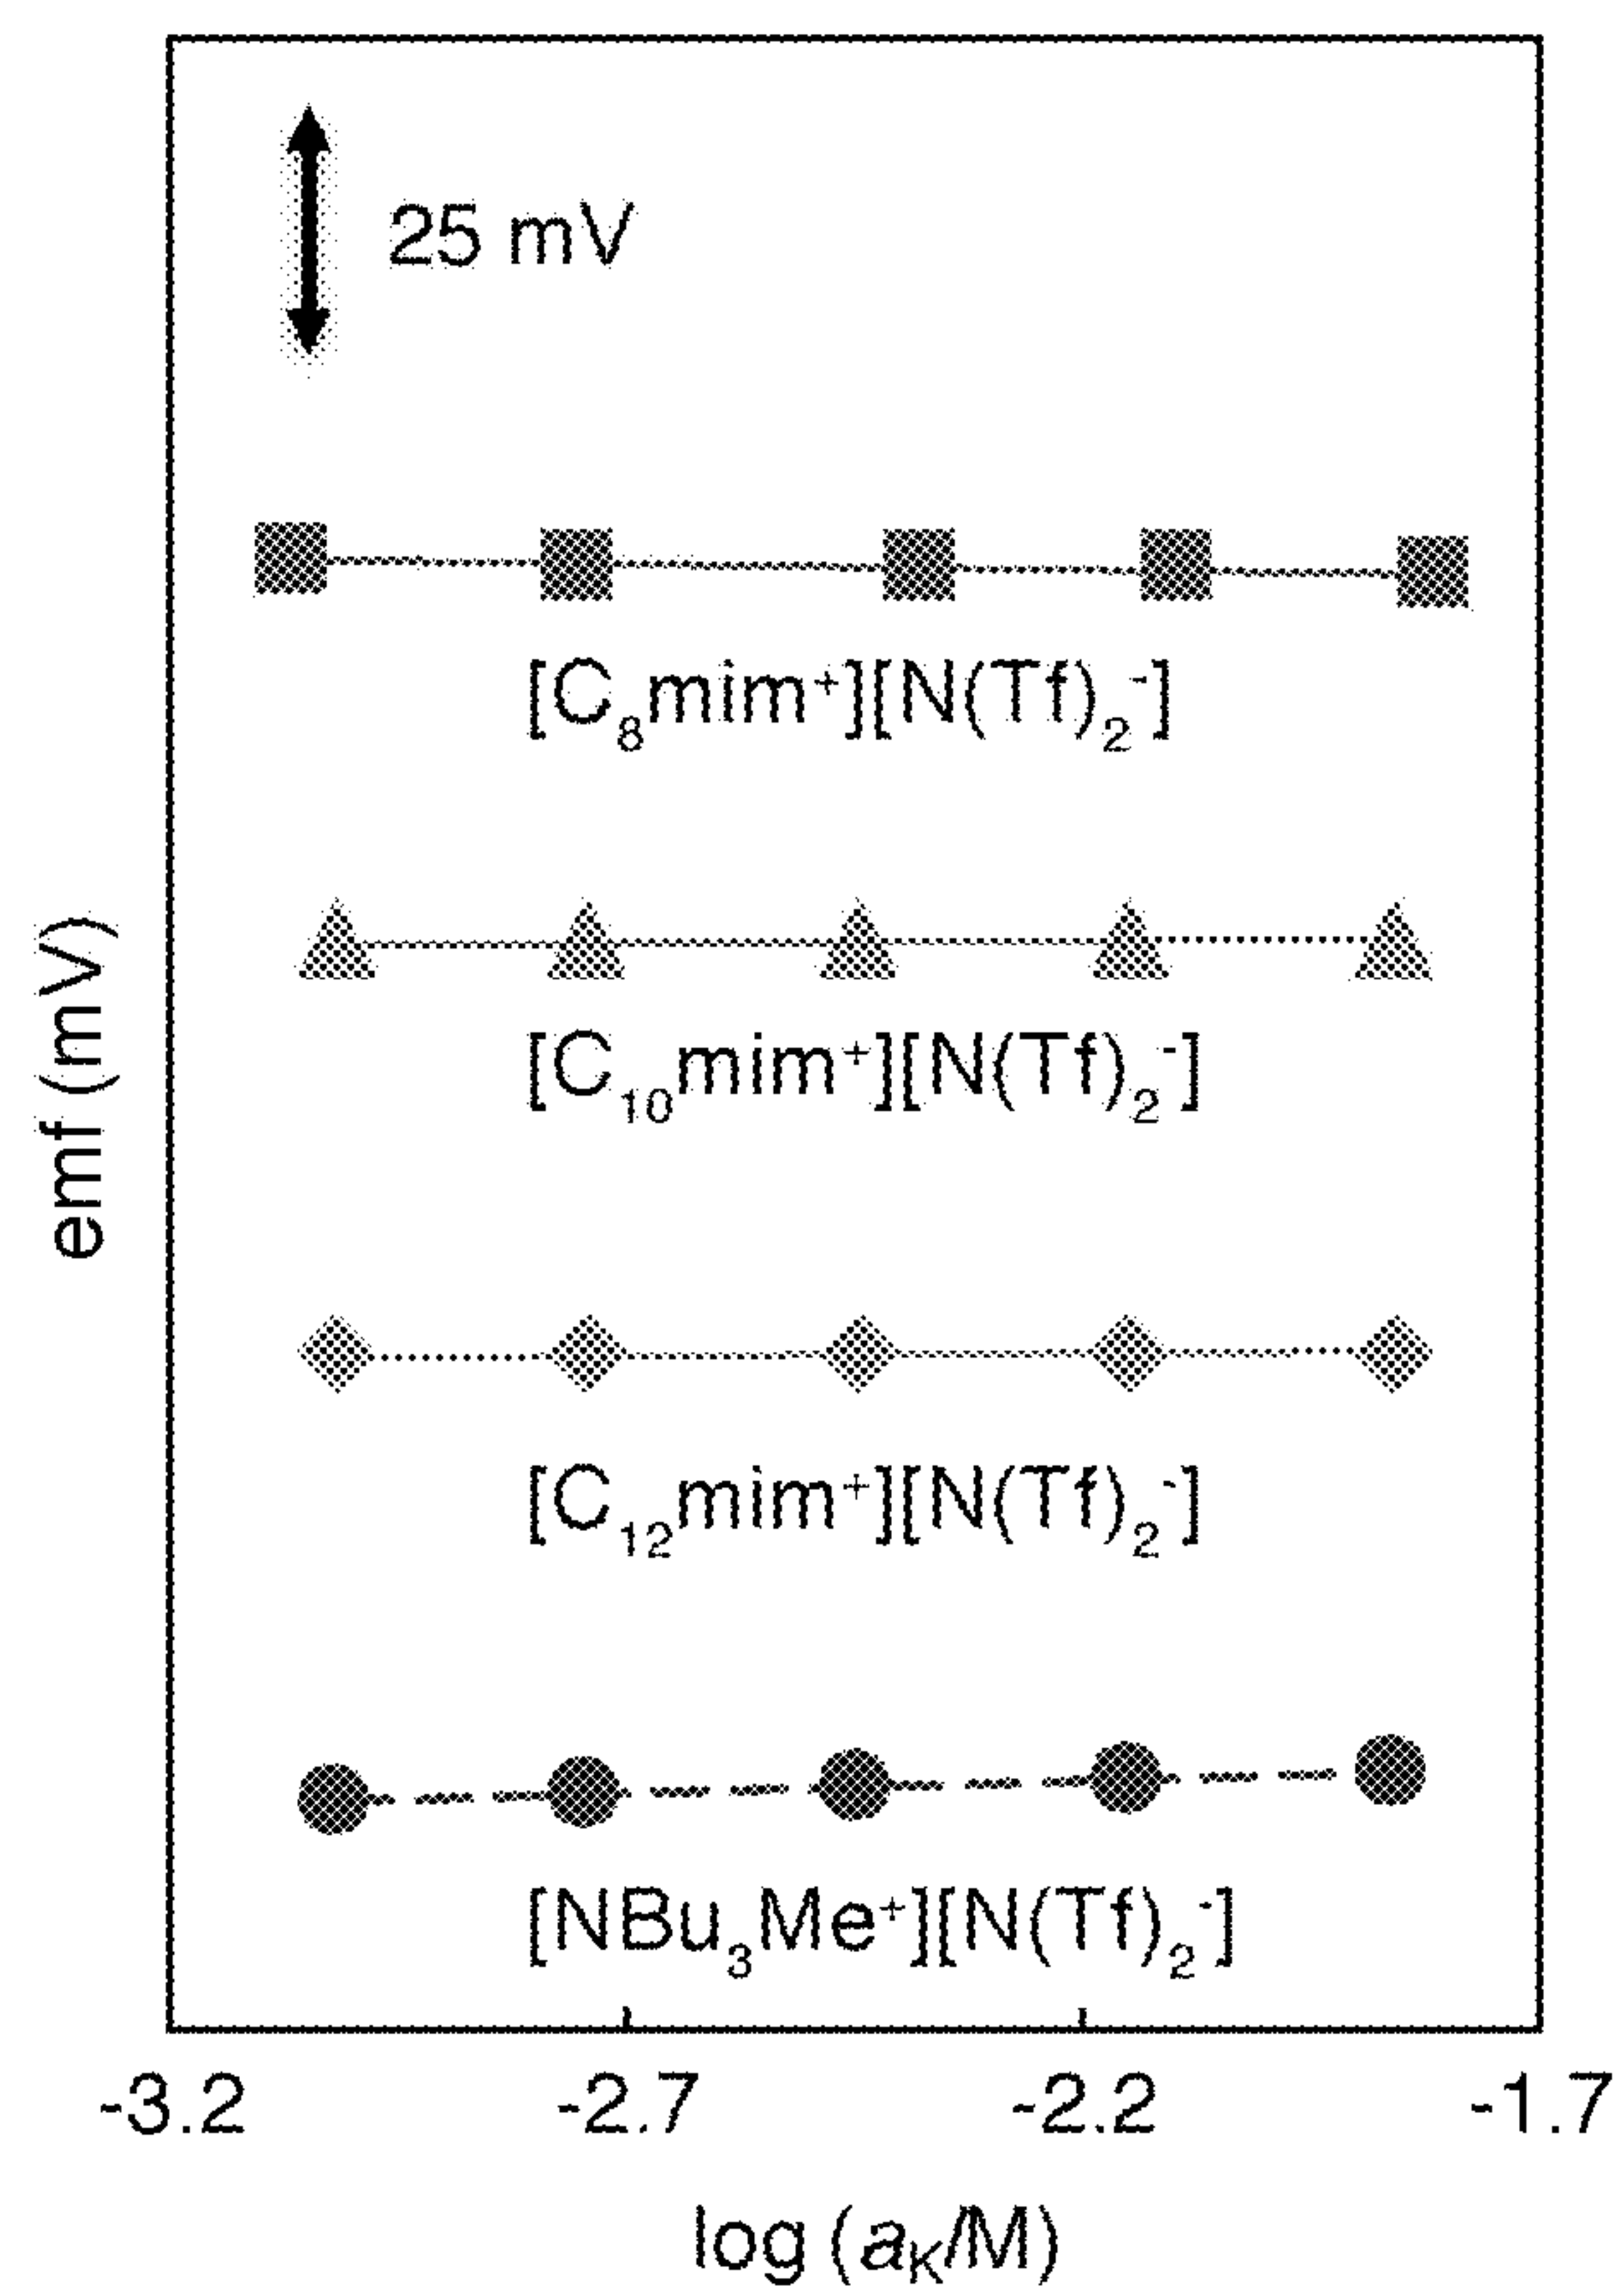 25 mV
[C₈mim⁺][N(Tf)₂⁻]
[C₁₀mim⁺][N(Tf)₂⁻]
[C₁₂mim⁺][N(Tf)₂⁻]
[NBu₃Me⁺][N(Tf)₂⁻]
emf (mV)
-3.2 -2.7 -2.2 -1.7
log (aₖ/M)